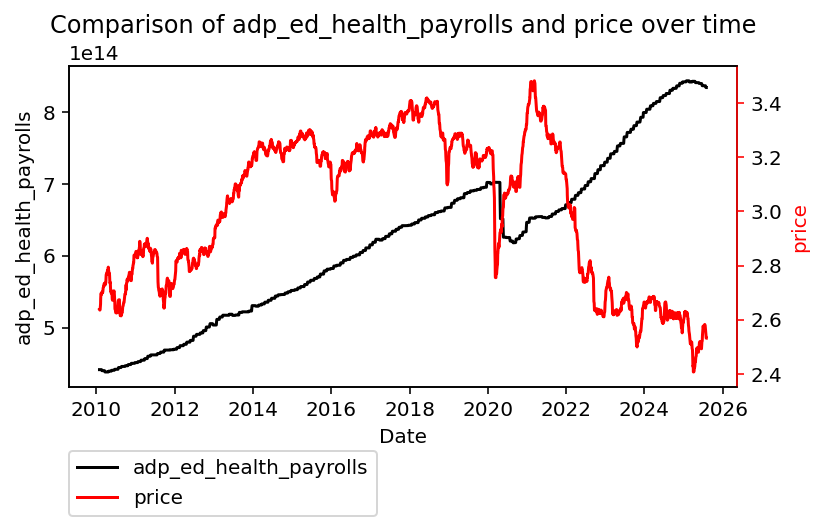 Comparison of adp_ed_health_payrolls and price over time
1e14
8
7
6
5
adp_ed_health_payrolls
3.4
3.2
3.0
2.8
2.6
2.4
price
2010 2012 2014 2016 2018 2020 2022 2024 2026
Date
adp_ed_health_payrolls
price